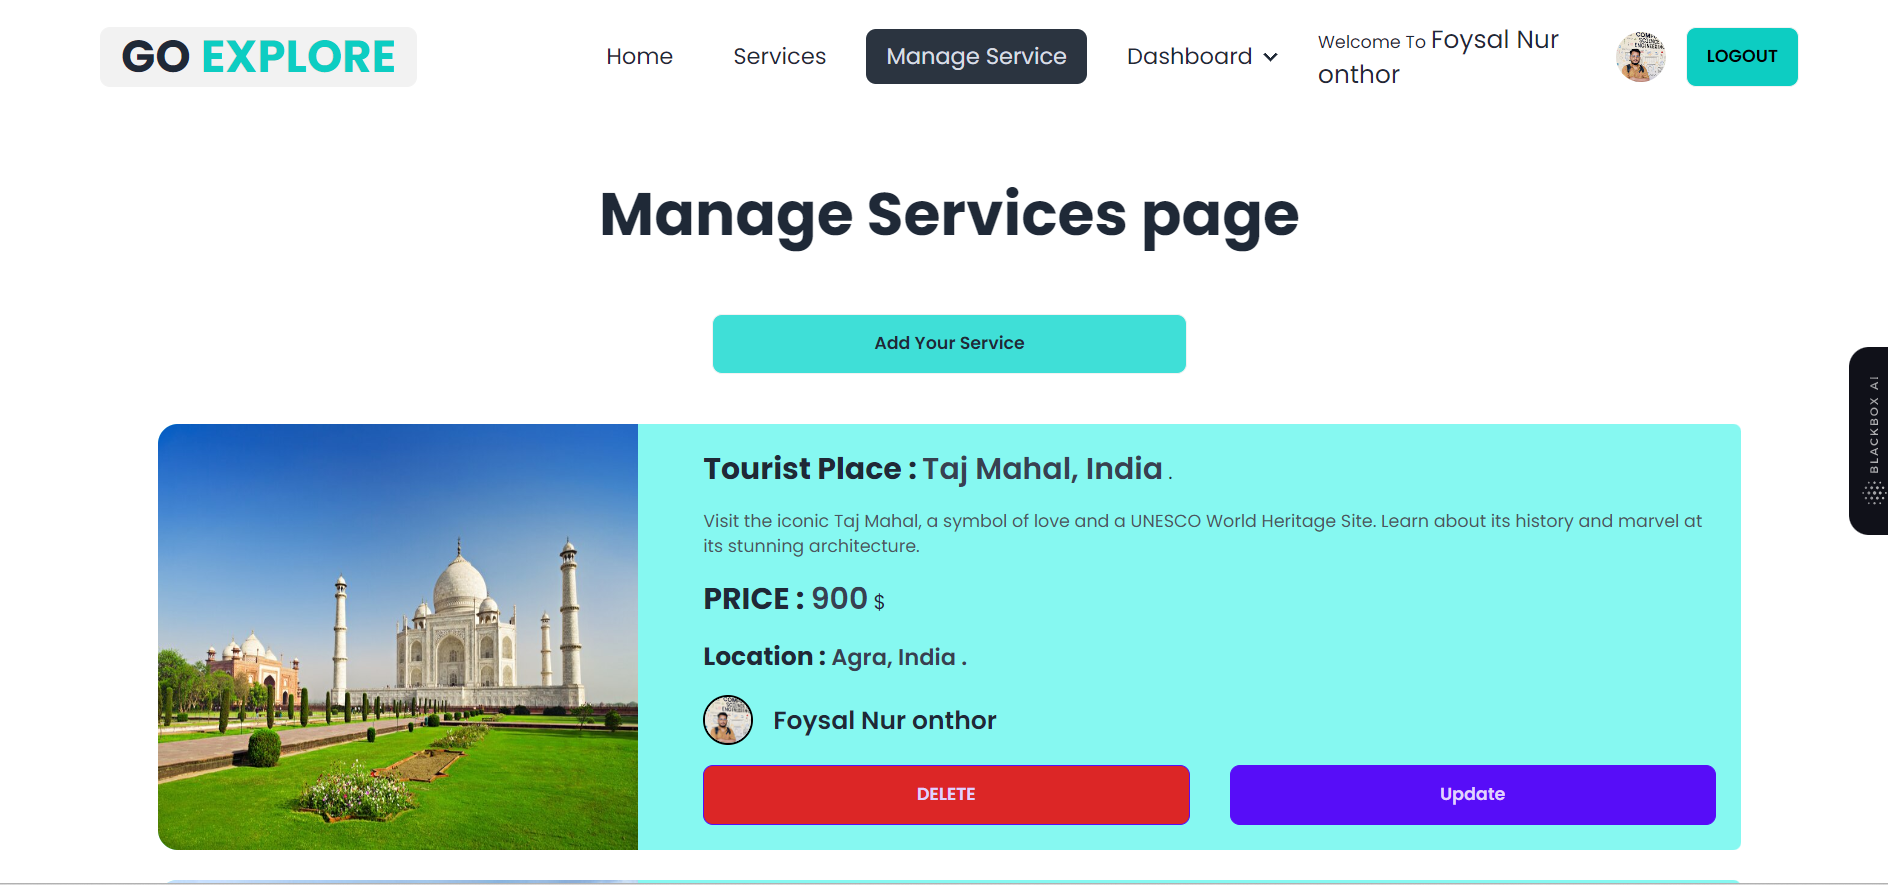 GO EXPLORE
Home
Services
Manage Service
Dashboard
Welcome To Foysal Nur
onthor
LOGOUT
Manage Services page
Add Your Service
BLACKBOX AI
Tourist Place : Taj Mahal, India .
Visit the iconic Taj Mahal, a symbol of love and a UNESCO World Heritage Site. Learn about its history and marvel at
its stunning architecture.
PRICE : 900 $
Location : Agra, India .
Foysal Nur onthor
DELETE
Update